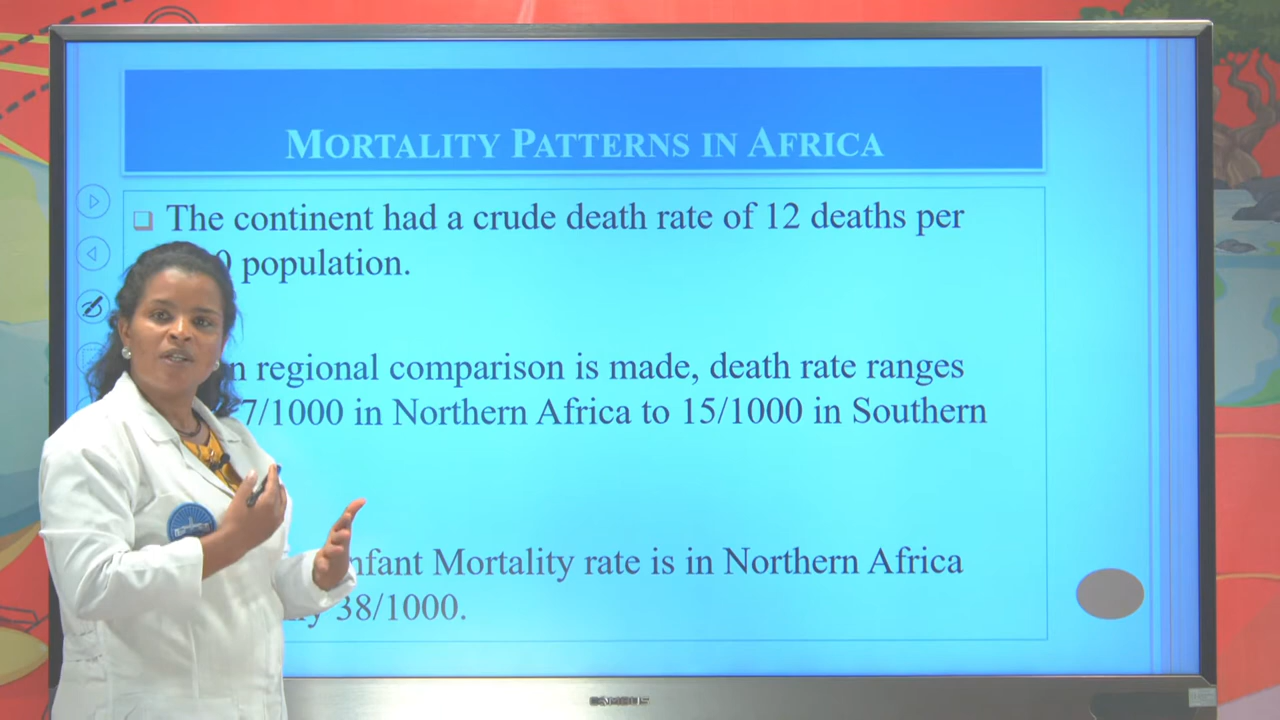 MORTALITY PATTERNS IN AFRICA
❑ The continent had a crude death rate of 12 deaths per
population.
regional comparison is made, death rate ranges
7/1000 in Northern Africa to 15/1000 in Southern
Mortality rate is in Northern Africa
38/1000.